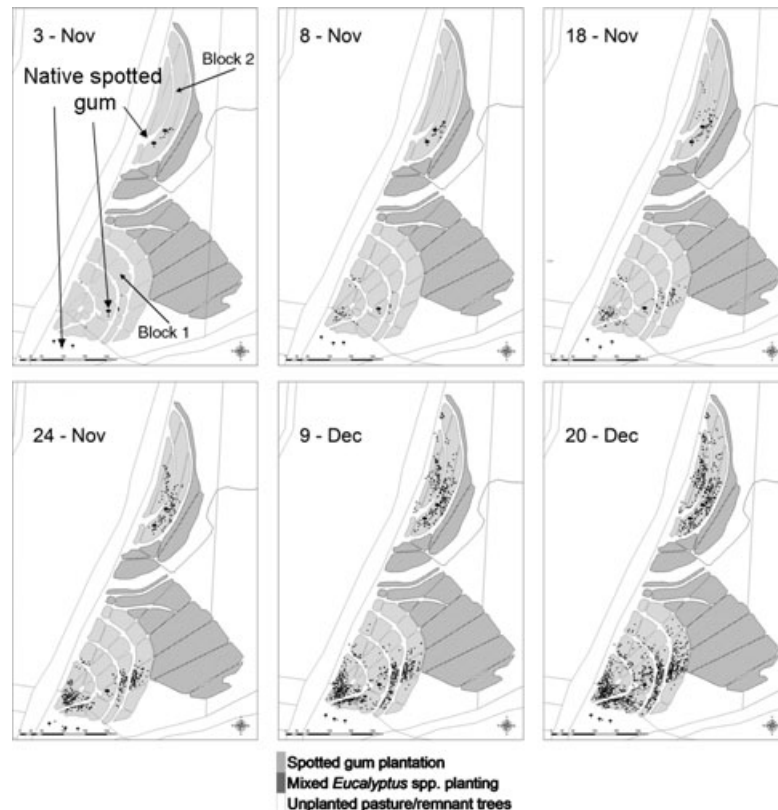 3 - Nov
Native spotted
gum
Block 2
Block 1
8 - Nov
18 - Nov
24 - Nov
9 - Dec
20 - Dec
Spotted gum plantation
Mixed Eucalyptus spp. planting
Unplanted pasture/remnant trees